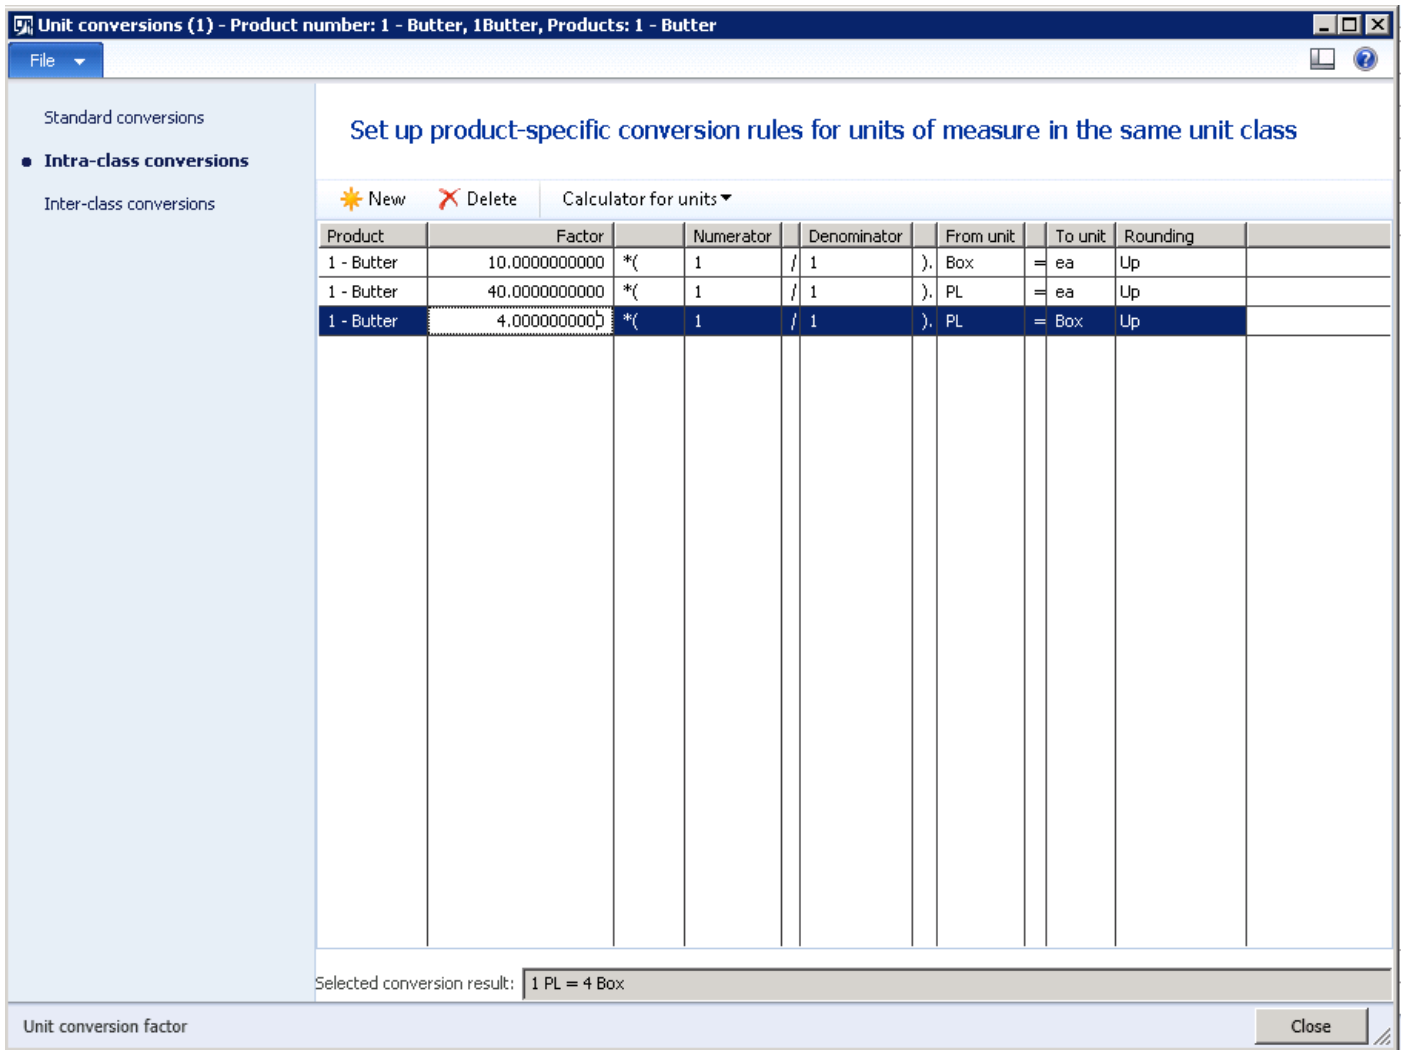 Unit conversions (1) - Product number: 1 - Butter, 1Butter, Products: 1 - Butter
File
Standard conversions
Intra-class conversions
Inter-class conversions
Set up product-specific conversion rules for units of measure in the same unit class
New Delete Calculator for units
Product Factor Numerator Denominator From unit To unit Rounding
1 - Butter 10.0000000000 *( 1 / 1 ). Box = ea Up
1 - Butter 40.0000000000 *( 1 / 1 ). PL = ea Up
1 - Butter 4.0000000000 *( 1 / 1 ). PL = Box Up
Selected conversion result: 1 PL = 4 Box
Unit conversion factor
Close